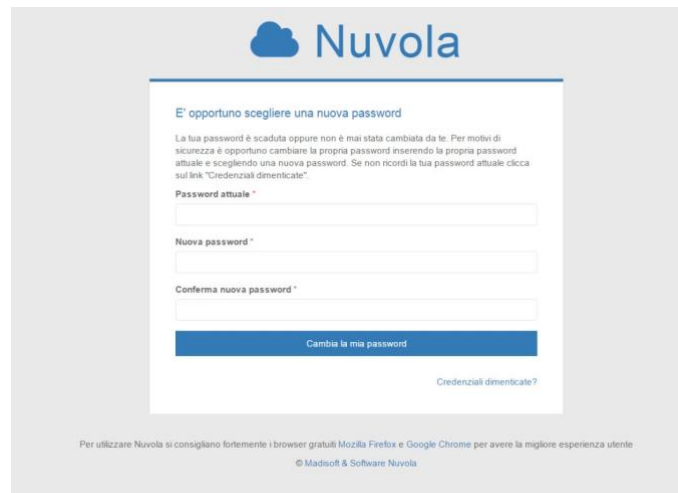 Nuvola
E' opportuno scegliere una nuova password
La tua password è scaduta oppure non è mai stata cambiata da te. Per motivi di
sicurezza è opportuno cambiare la propria password inserendo la propria password
attuale e scegliendo una nuova password. Se non ricordi la tua password attuale clicca
sul link "Credenziali dimenticate".
Password attuale *
Nuova password *
Conferma nuova password *
Cambia la mia password
Credenziali dimenticate?
Per utilizzare Nuvola si consigliano fortemente i browser gratuiti Mozilla Firefox e Google Chrome per avere la migliore esperienza utente
© Madisoft & Software Nuvola